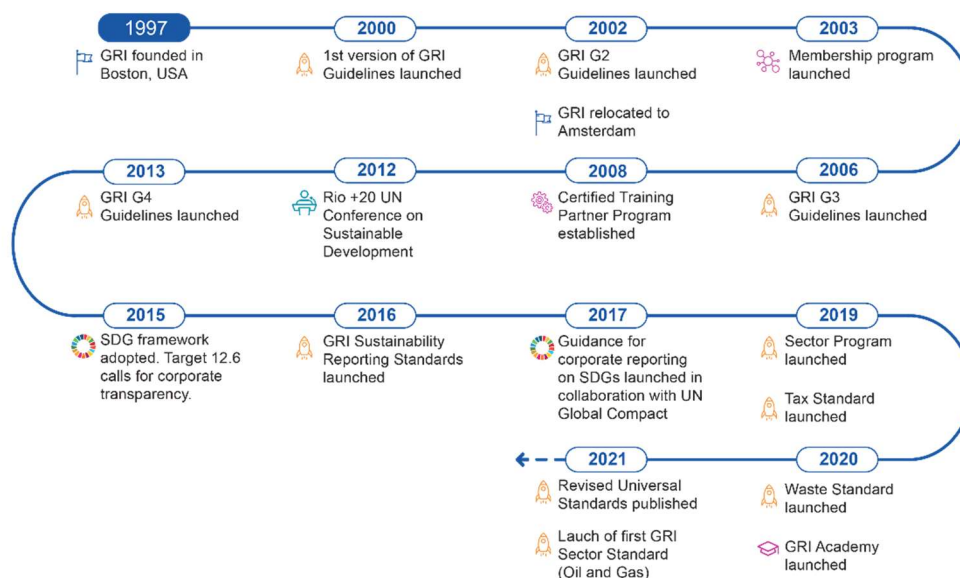 1997
GRI founded in
Boston, USA
2000
1st version of GRI
Guidelines launched
2002
GRI G2
Guidelines launched
GRI relocated to
Amsterdam
2003
Membership program
launched
2006
GRI G3
Guidelines launched
2008
Certified Training
Partner Program
established
2012
Rio +20 UN
Conference on
Sustainable
Development
2013
GRI G4
Guidelines launched
2015
SDG framework
adopted. Target 12.6
calls for corporate
transparency.
2016
GRI Sustainability
Reporting Standards
launched
2017
Guidance for
corporate reporting
on SDGs launched in
collaboration with UN
Global Compact
2019
Sector Program
launched
Tax Standard
launched
2020
Waste Standard
launched
GRI Academy
launched
2021
Revised Universal
Standards published
Lauch of first GRI
Sector Standard
(Oil and Gas)